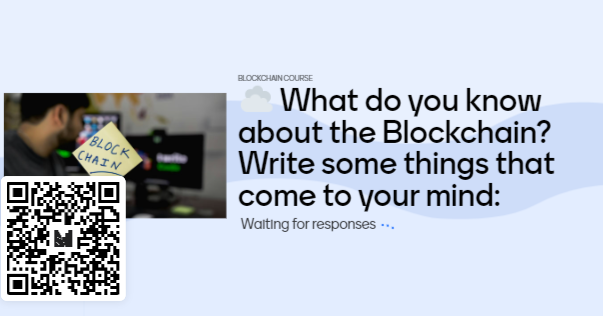 BLOCKCHAIN COURSE
What do you know
about the Blockchain?
Write some things that
come to your mind:
Waiting for responses
BLOCK
CHAIN